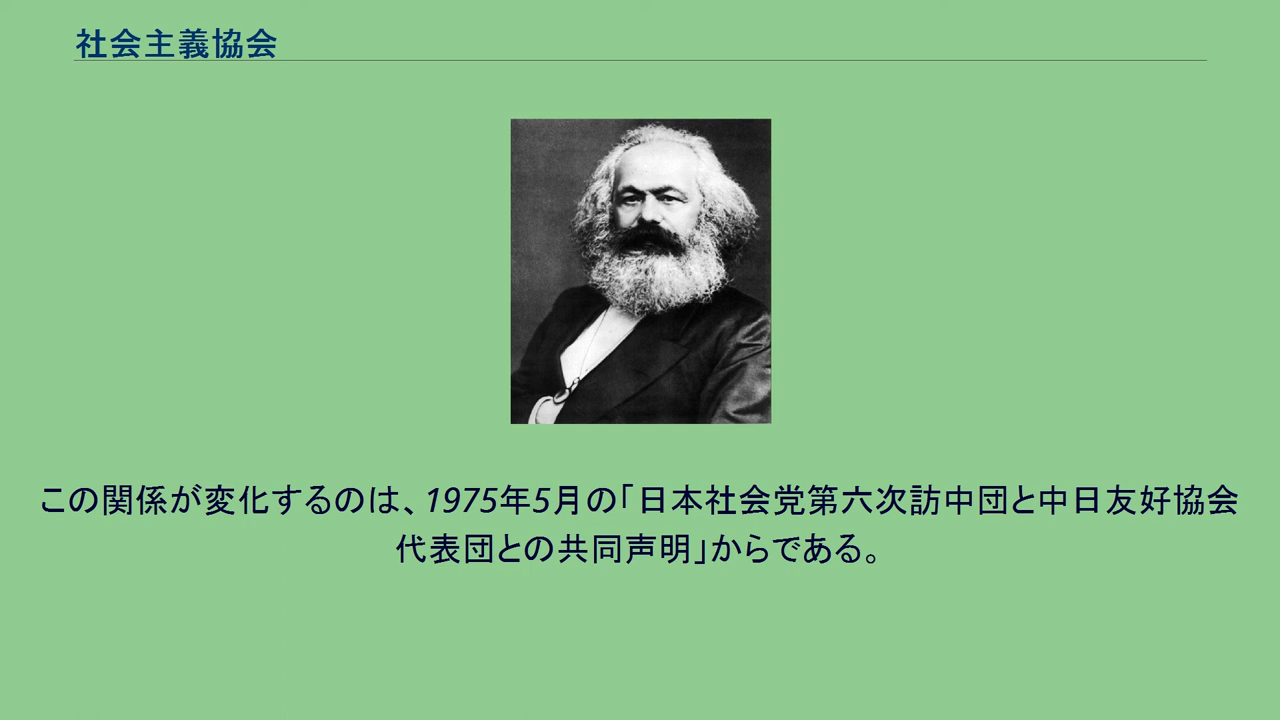 社会主義協会
この関係が変化するのは、1975年5月の「日本社会党第六次訪中団と中日友好協会
代表団との共同声明」からである。